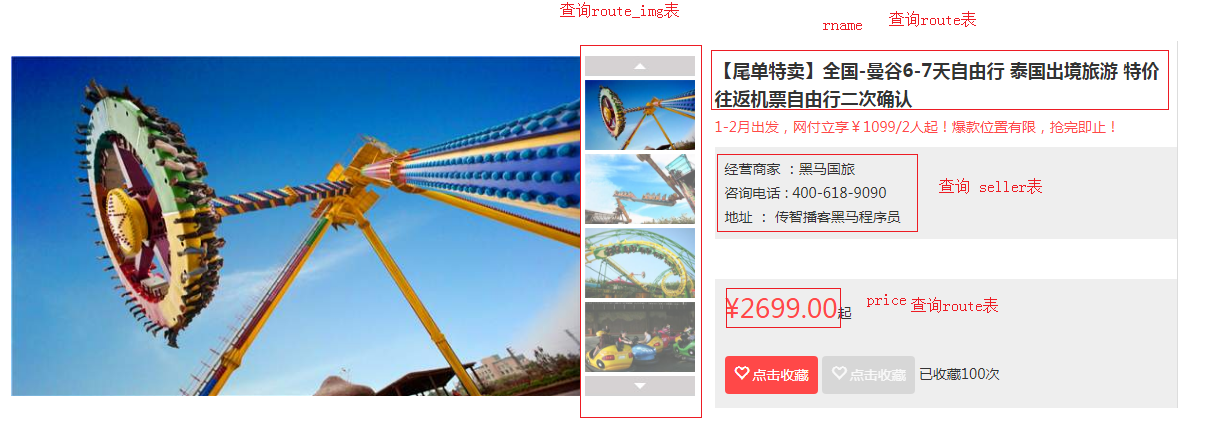 查询route_img表
rname 查询route表
【尾单特卖】全国-曼谷6-7天自由行 泰国出境旅游 特价
往返机票自由行二次确认
1-2月出发，网付立享￥1099/2人起！爆款位置有限，抢完即止！
经营商家 ：黑马国旅
咨询电话 : 400-618-9090
地址 ： 传智播客黑马程序员
查询 seller表
¥2699.00起
price 查询route表
点击收藏 点击收藏 已收藏100次